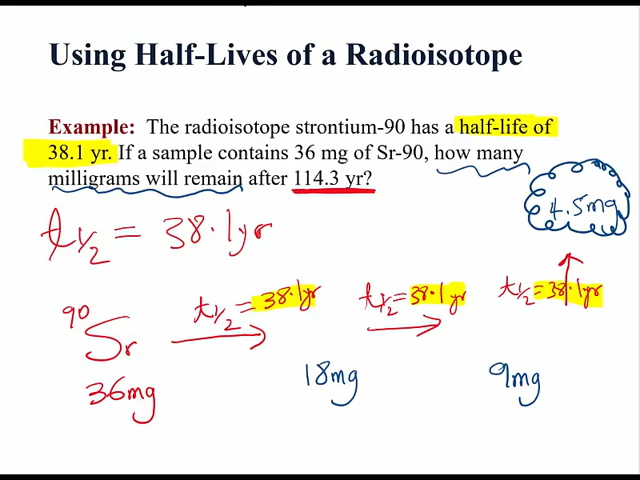 Using Half-Lives of a Radioisotope
Example: The radioisotope strontium-90 has a half-life of
38.1 yr. If a sample contains 36 mg of Sr-90, how many
milligrams will remain after 114.3 yr?
4.5mg
t1/2 = 38.1yr
t1/2 = 38.1yr t1/2 = 38.1yr t1/2 = 38.1yr
90Sr
36mg 18mg 9mg